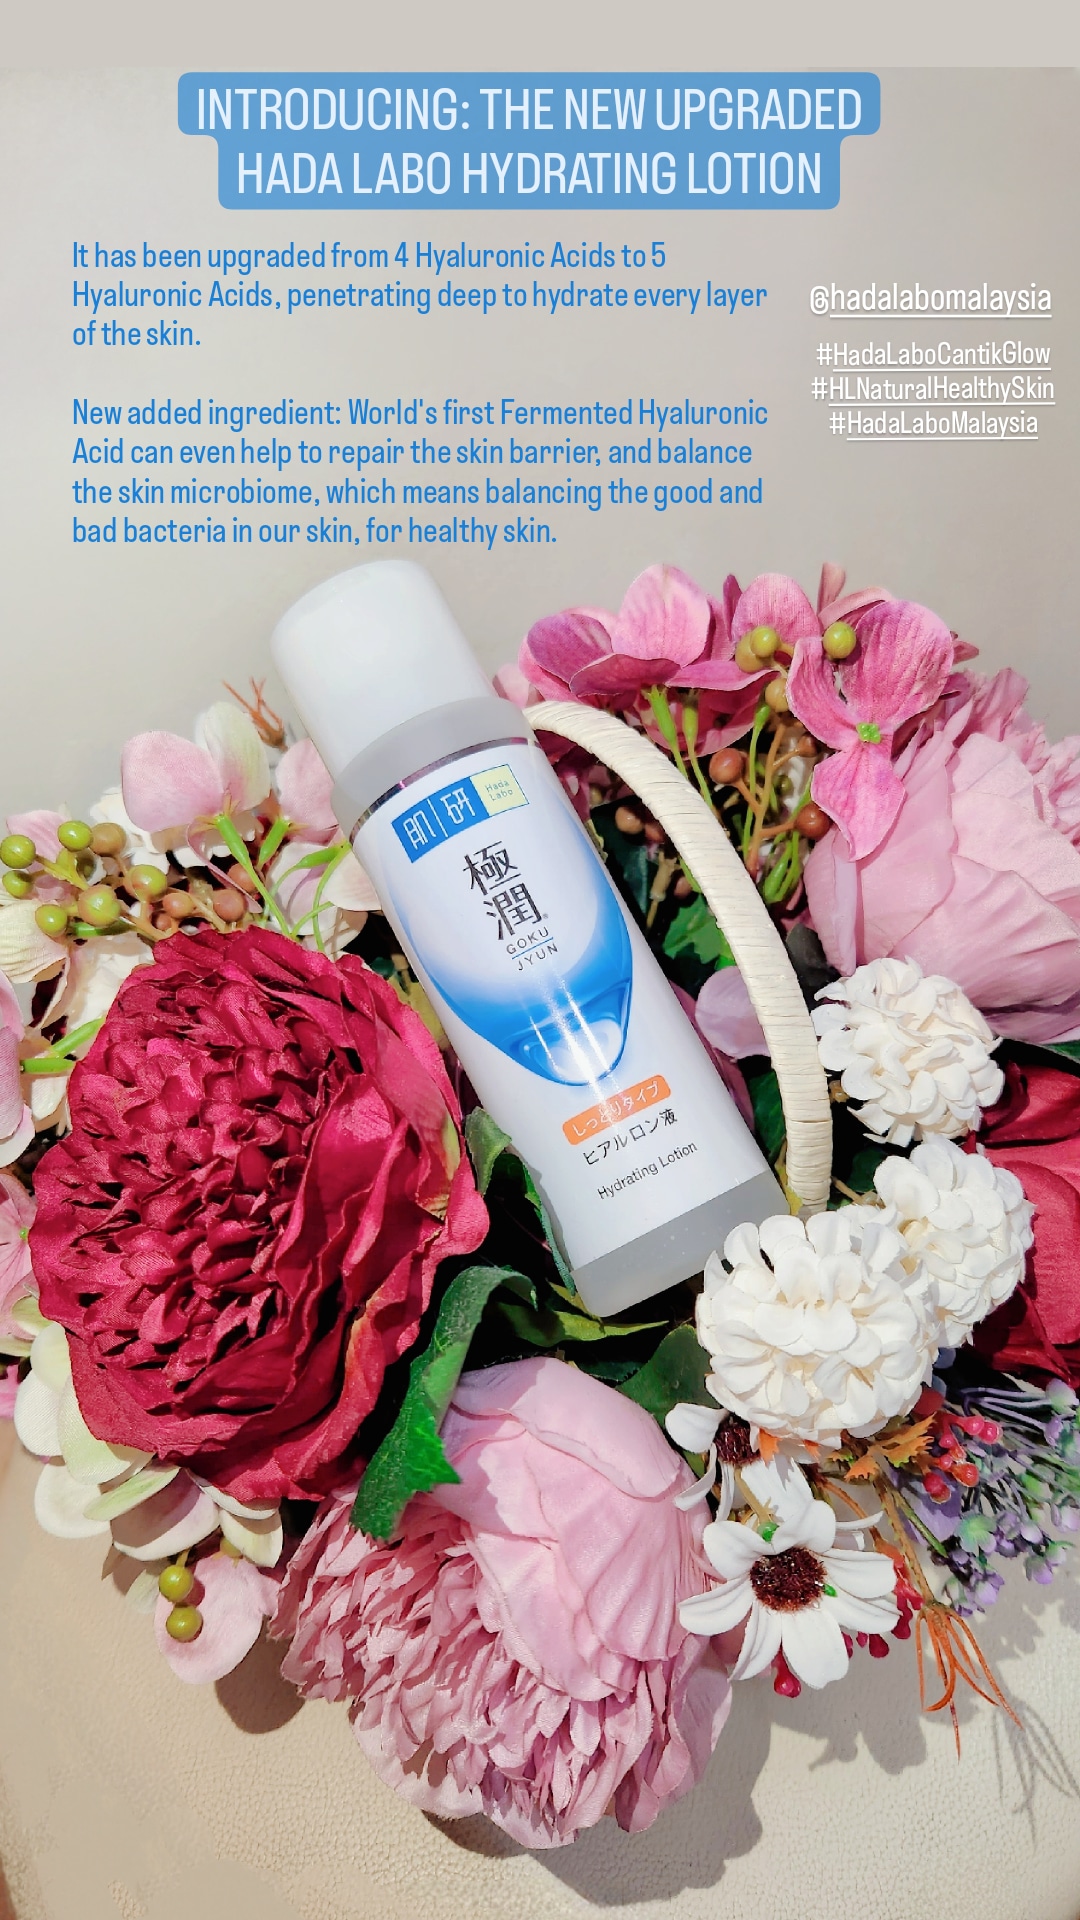 INTRODUCING: THE NEW UPGRADED
HADA LABO HYDRATING LOTION
It has been upgraded from 4 Hyaluronic Acids to 5
Hyaluronic Acids, penetrating deep to hydrate every layer
of the skin.
New added ingredient: World's first Fermented Hyaluronic
Acid can even help to repair the skin barrier, and balance
the skin microbiome, which means balancing the good and
bad bacteria in our skin, for healthy skin.
@hadalabomalaysia
#HadaLaboCantikGlow
#HLNaturalHealthySkin
#HadaLaboMalaysia
肌研
Hada
Labo
極
潤
GOKU
JYUN
しっとりタイプ
ヒアルロン液
Hydrating Lotion